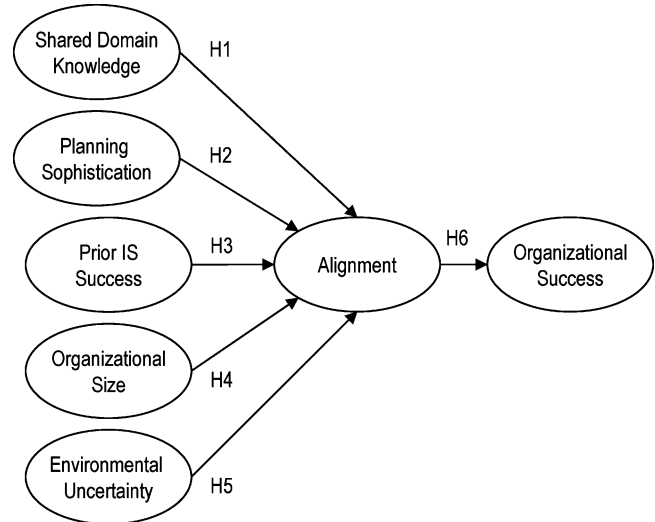 Shared Domain
Knowledge
H1
Planning
Sophistication
H2
Prior IS
Success
H3
Alignment
H6
Organizational
Success
Organizational
Size
H4
Environmental
Uncertainty
H5